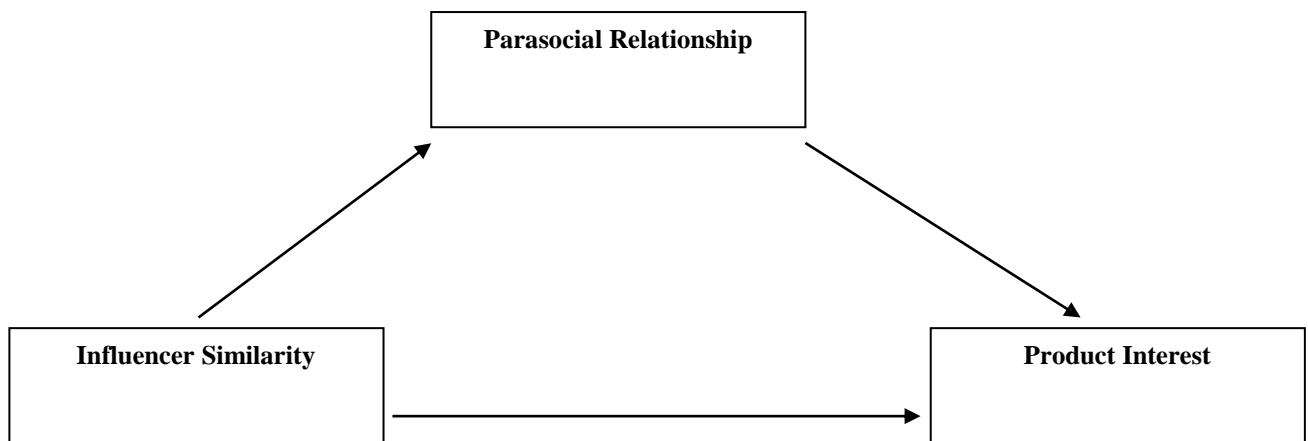 Parasocial Relationship
Influencer Similarity
Product Interest